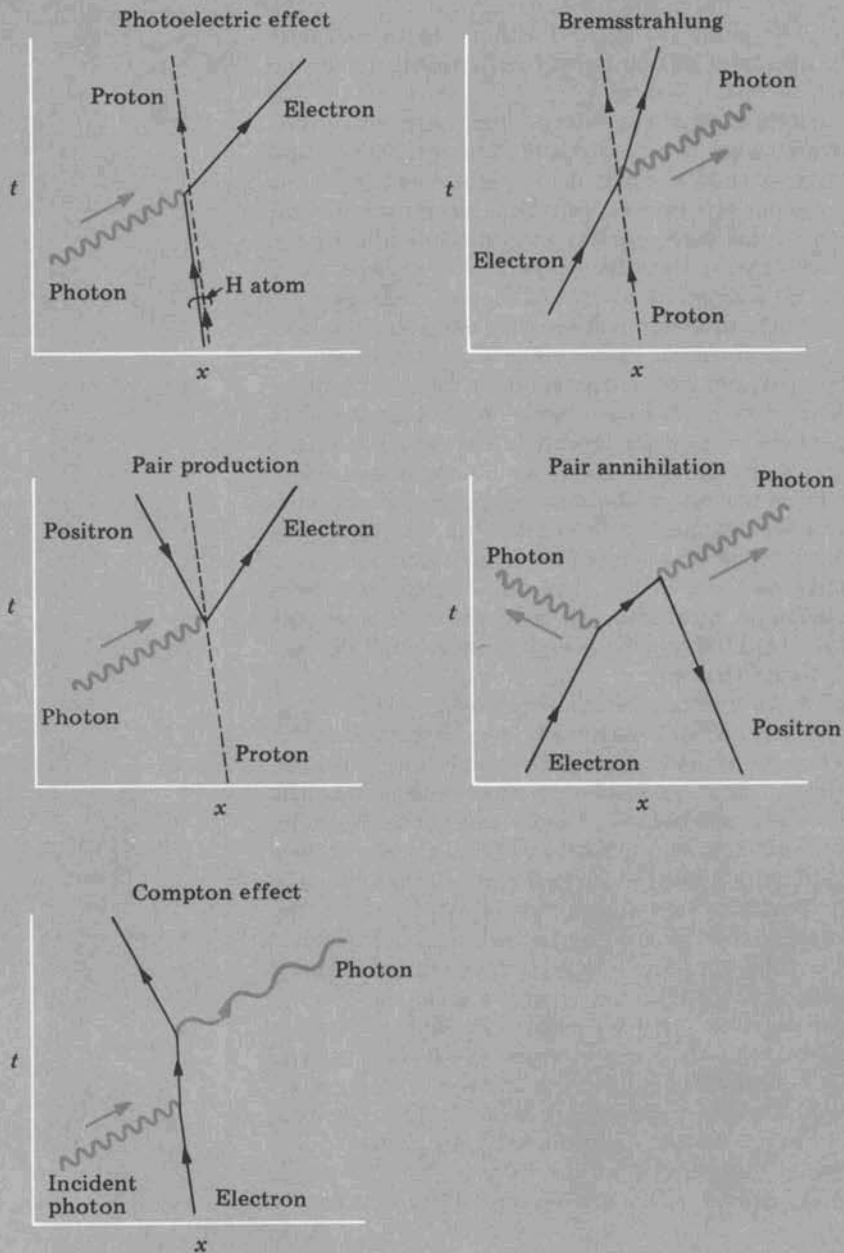 Photoelectric effect
Proton
Electron
t
Photon
H atom
x
Bremsstrahlung
Photon
t
Electron
Proton
x
Pair production
Positron
Electron
t
Photon
Proton
x
Pair annihilation
Photon
Photon
t
Electron
Positron
x
Compton effect
Photon
t
Incident
photon
Electron
x